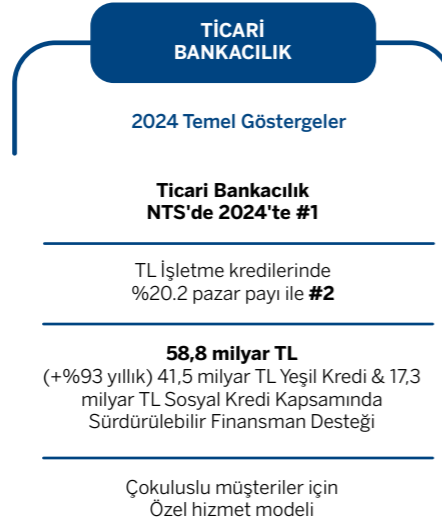 TİCARİ
BANKACILIK
2024 Temel Göstergeler
Ticari Bankacılık
NTS'de 2024'te #1
TL İşletme kredilerinde
%20.2 pazar payı ile #2
58,8 milyar TL
(+%93 yıllık) 41,5 milyar TL Yeşil Kredi & 17,3
milyar TL Sosyal Kredi Kapsamında
Sürdürülebilir Finansman Desteği
Çokuluslu müşteriler için
Özel hizmet modeli